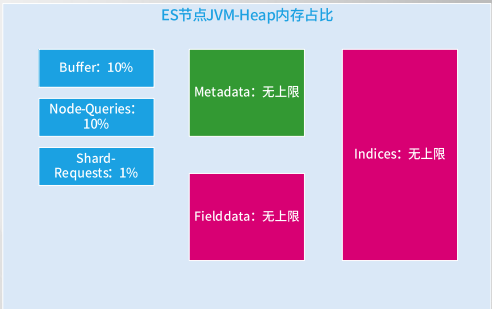 ES节点JVM-Heap内存占比
Buffer：10%
Node-Queries：
10%
Shard-
Requests：1%
Metadata：无上限
Fielddata：无上限
Indices：无上限